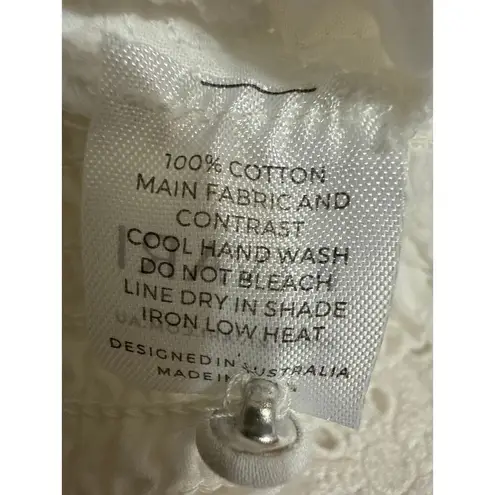 100% COTTON
MAIN FABRIC AND
CONTRAST
COOL HAND WASH
DO NOT BLEACH
LINE DRY IN SHADE
IRON LOW HEAT
DESIGNED IN AUSTRALIA
MADE IN